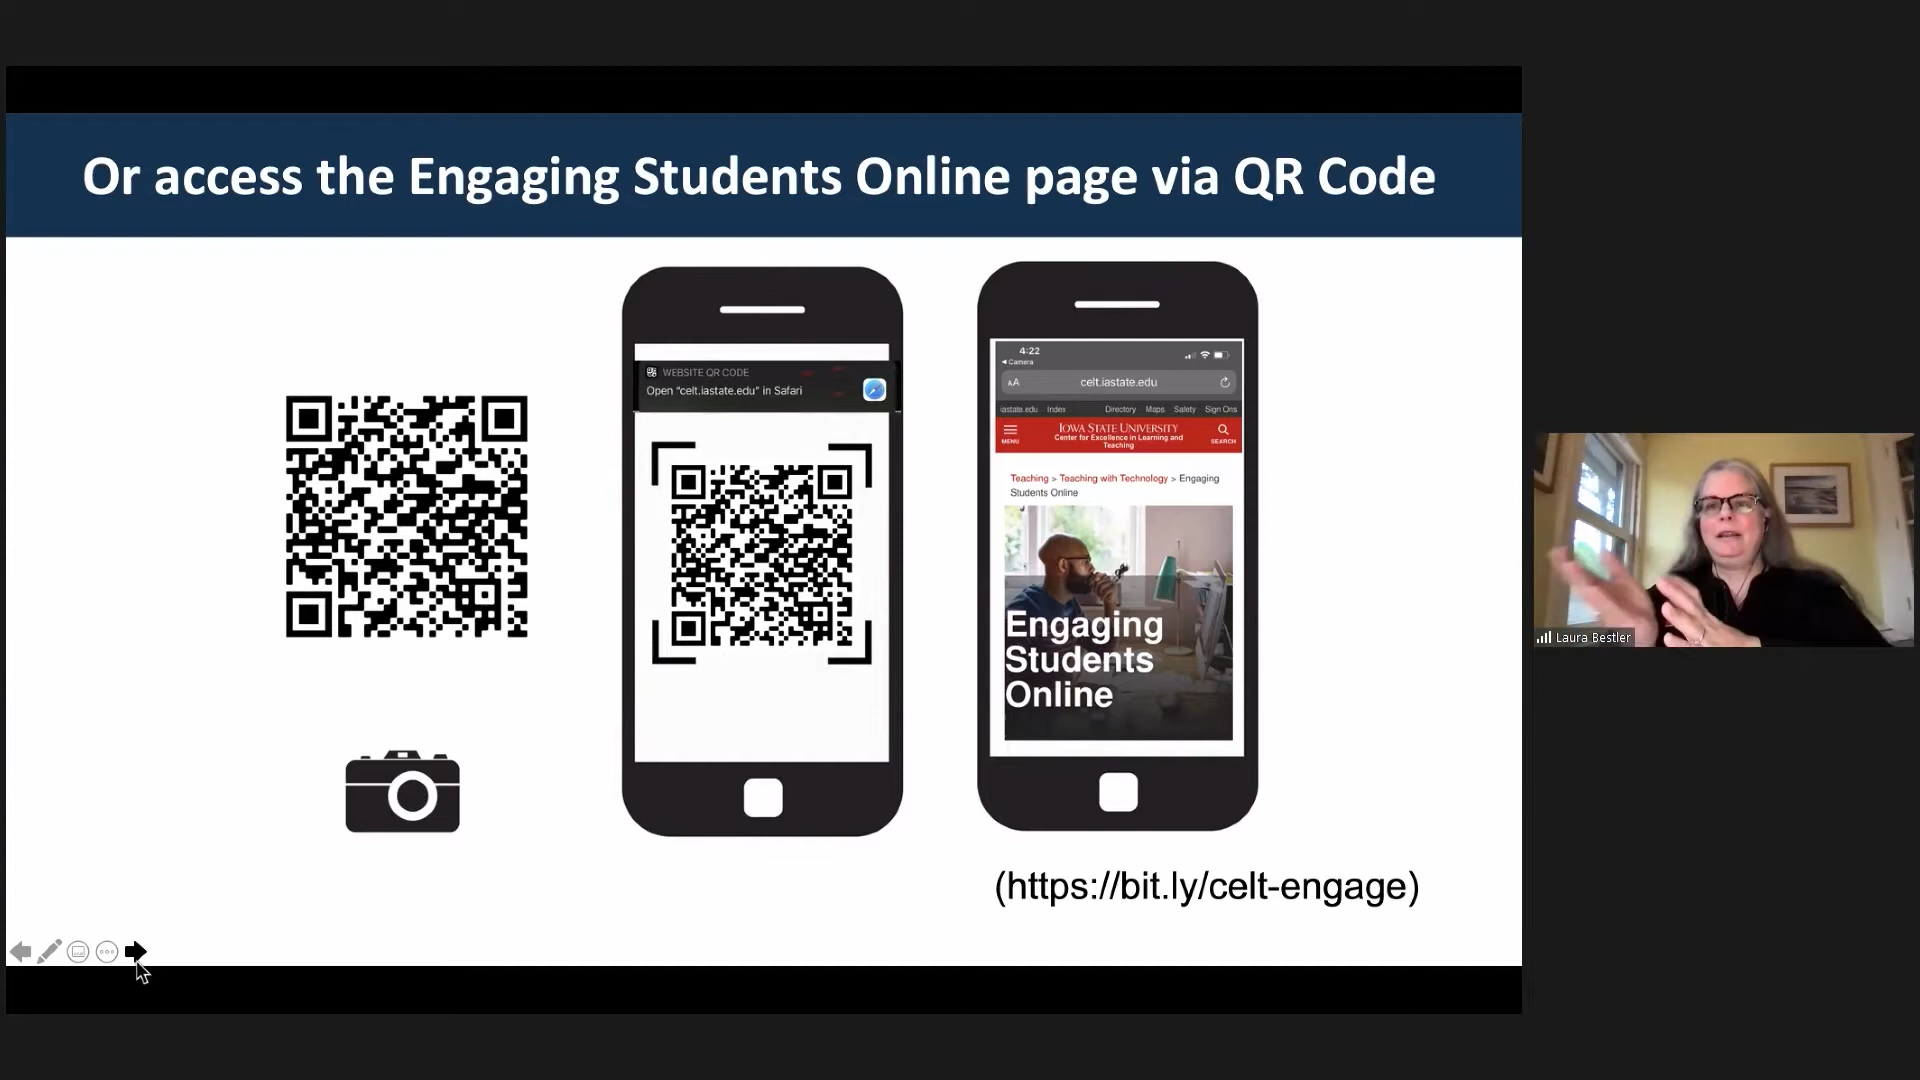 Or access the Engaging Students Online page via QR Code
WEBSITE QR CODE
Open “celt.iastate.edu” in Safari
4:22
Camera
AA
celt.iastate.edu
iastate.edu Index Directory Maps Safety Sign Ons
MENU
IOWA STATE UNIVERSITY
Center for Excellence in Learning and
Teaching
SEARCH
Teaching > Teaching with Technology > Engaging
Students Online
Engaging
Students
Online
(https://bit.ly/celt-engage)
Laura Bestler